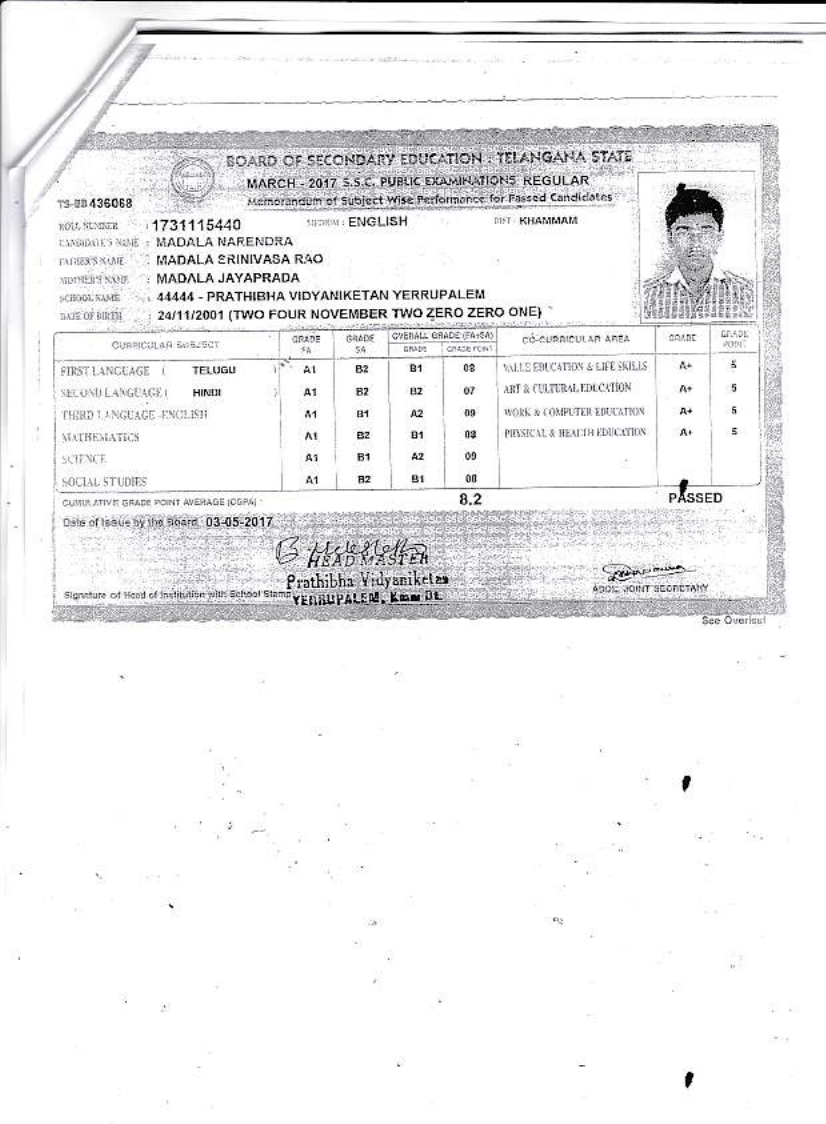 BOARD OF SECONDARY EDUCATION : TELANGANA STATE
MARCH - 2017 S.S.C. PUBLIC EXAMINATIONS REGULAR
TS-BB 436068 Memorandum of Subject Wise Performance for Passed Candidates
ROLL NUMBER : 1731115440 MEDIUM : ENGLISH DIST : KHAMMAM
CANDIDATE'S NAME : MADALA NARENDRA
FATHER'S NAME : MADALA SRINIVASA RAO
MOTHER'S NAME : MADALA JAYAPRADA
SCHOOL NAME : 44444 - PRATHIBHA VIDYANIKETAN YERRUPALEM
DATE OF BIRTH : 24/11/2001 (TWO FOUR NOVEMBER TWO ZERO ZERO ONE)
CURRICULAR SUBJECT GRADE FA GRADE SA OVERALL GRADE (FA+SA) GRADE GRADE POINT CO-CURRICULAR AREA GRADE GRADE POINT
FIRST LANGUAGE ( TELUGU ) A1 B2 B1 08 VALUE EDUCATION & LIFE SKILLS A+ 5
SECOND LANGUAGE ( HINDI ) A1 B2 B2 07 ART & CULTURAL EDUCATION A+ 5
THIRD LANGUAGE -ENGLISH A1 B1 A2 09 WORK & COMPUTER EDUCATION A+ 5
MATHEMATICS A1 B2 B1 08 PHYSICAL & HEALTH EDUCATION A+ 5
SCIENCE A1 B1 A2 09
SOCIAL STUDIES A1 B2 B1 08
CUMULATIVE GRADE POINT AVERAGE (CGPA) : 8.2 PASSED
Date of Issue by the Board 03-05-2017
HEADMASTER
Prathibha Vidyaniketan
Signature of Head of Institution with School Stamp YERRUPALEM, Kmm Dt. ADDL. JOINT SECRETARY
See Overleaf